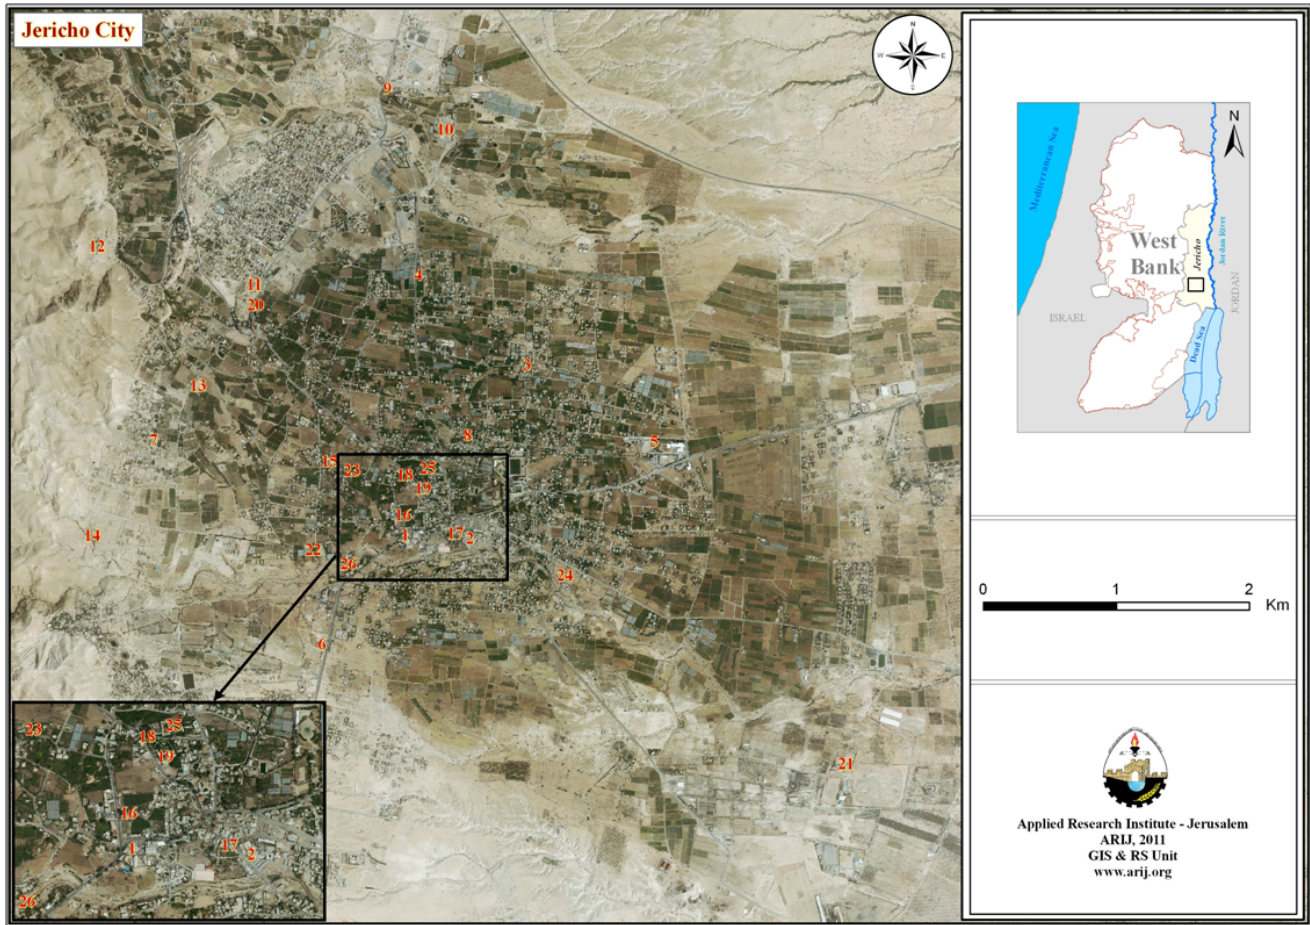 Jericho City
N
W
E
S
9
10
12
4
11
20
3
13
7
8
5
15
23
18
25
19
16
1
17
2
14
22
26
24
6
21
23
25
18
19
16
1
17
2
26
N
Mediterranean Sea
West
Bank
Jericho
Jordan River
JORDAN
ISRAEL
Dead Sea
0
1
2
Km
Applied Research Institute - Jerusalem
ARIJ, 2011
GIS & RS Unit
www.arij.org